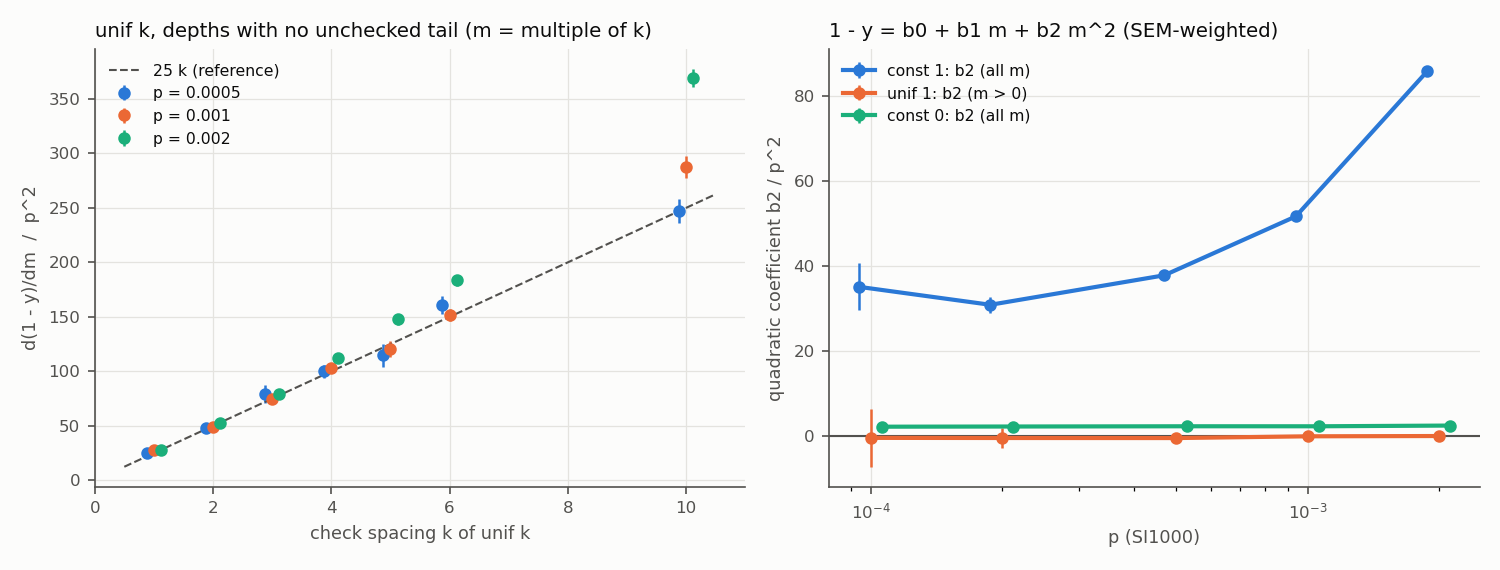 unif k, depths with no unchecked tail (m = multiple of k)
25 k (reference)
p = 0.0005
p = 0.001
p = 0.002
d(1 - y)/dm / p^2
350
300
250
200
150
100
50
0
0
2
4
6
8
10
check spacing k of unif k
1 - y = b0 + b1 m + b2 m^2 (SEM-weighted)
const 1: b2 (all m)
unif 1: b2 (m > 0)
const 0: b2 (all m)
quadratic coefficient b2 / p^2
80
60
40
20
0
10^−4
10^−3
p (SI1000)